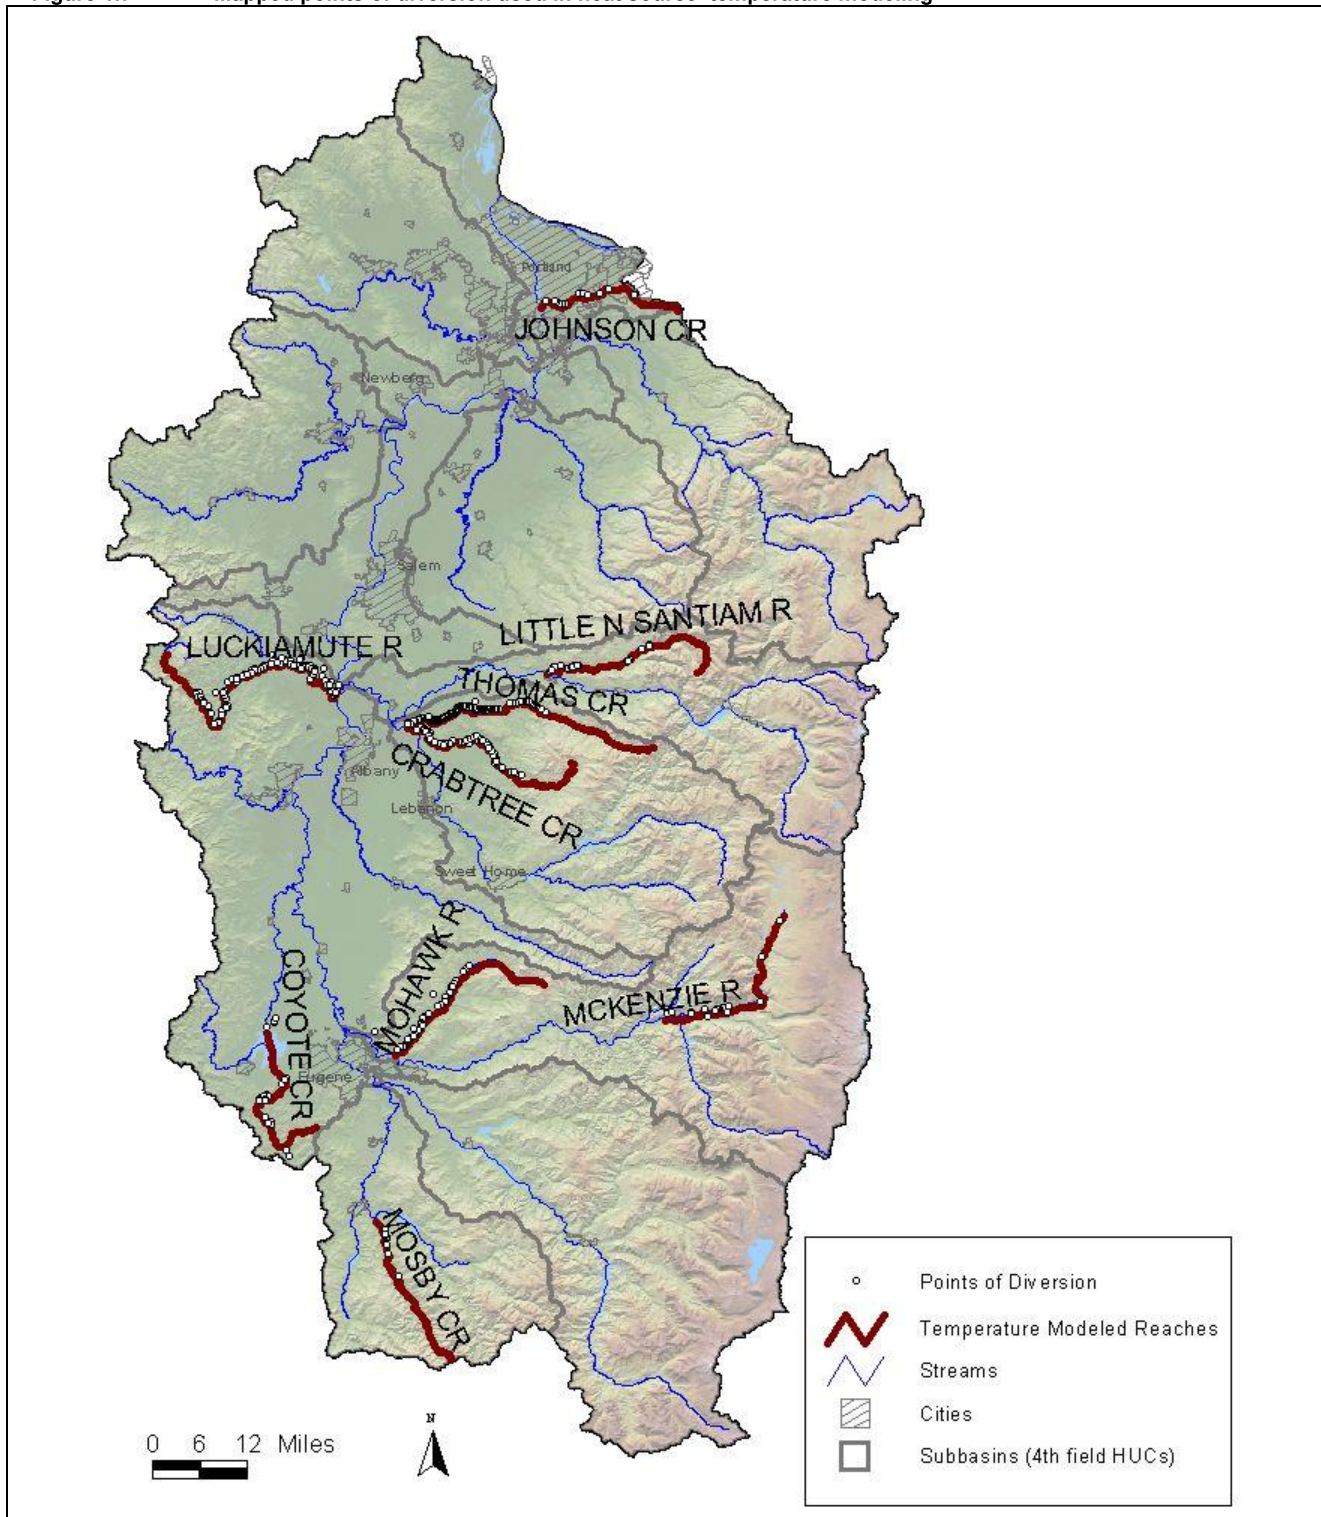 Portland
JOHNSON CR
Newberg
Salem
LITTLE N SANTIAM R
LUCKIAMUTE R
THOMAS CR
CRABTREE CR
Albany
Lebanon
Sweet Home
MOHAWK R
COYOTE CR
MCKENZIE R
Eugene
MOSBY CR
Points of Diversion
Temperature Modeled Reaches
Streams
Cities
Subbasins (4th field HUCs)
N
0 6 12 Miles